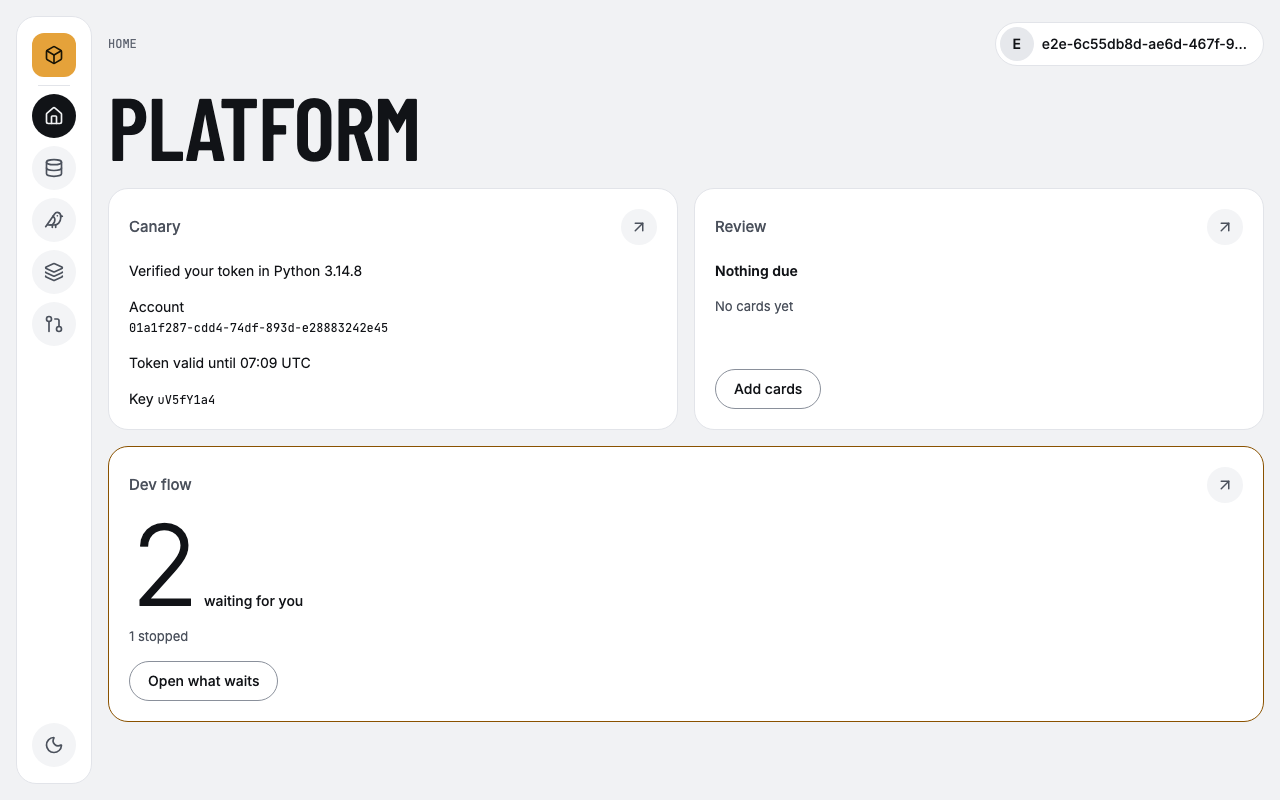 HOME
E
e2e-6c55db8d-ae6d-467f-9...
PLATFORM
Canary
Verified your token in Python 3.14.8
Account
01a1f287-cdd4-74df-893d-e28883242e45
Token valid until 07:09 UTC
Key uV5fY1a4
Review
Nothing due
No cards yet
Add cards
Dev flow
2 waiting for you
1 stopped
Open what waits